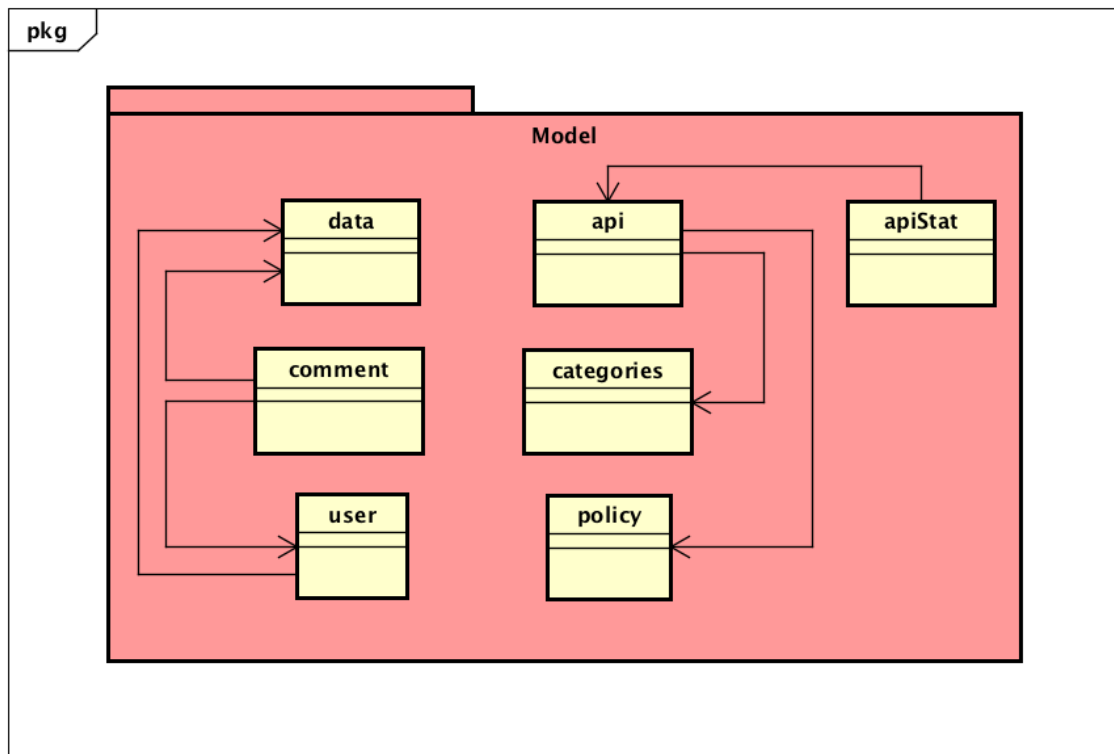 pkg
Model
data
api
apiStat
comment
categories
user
policy